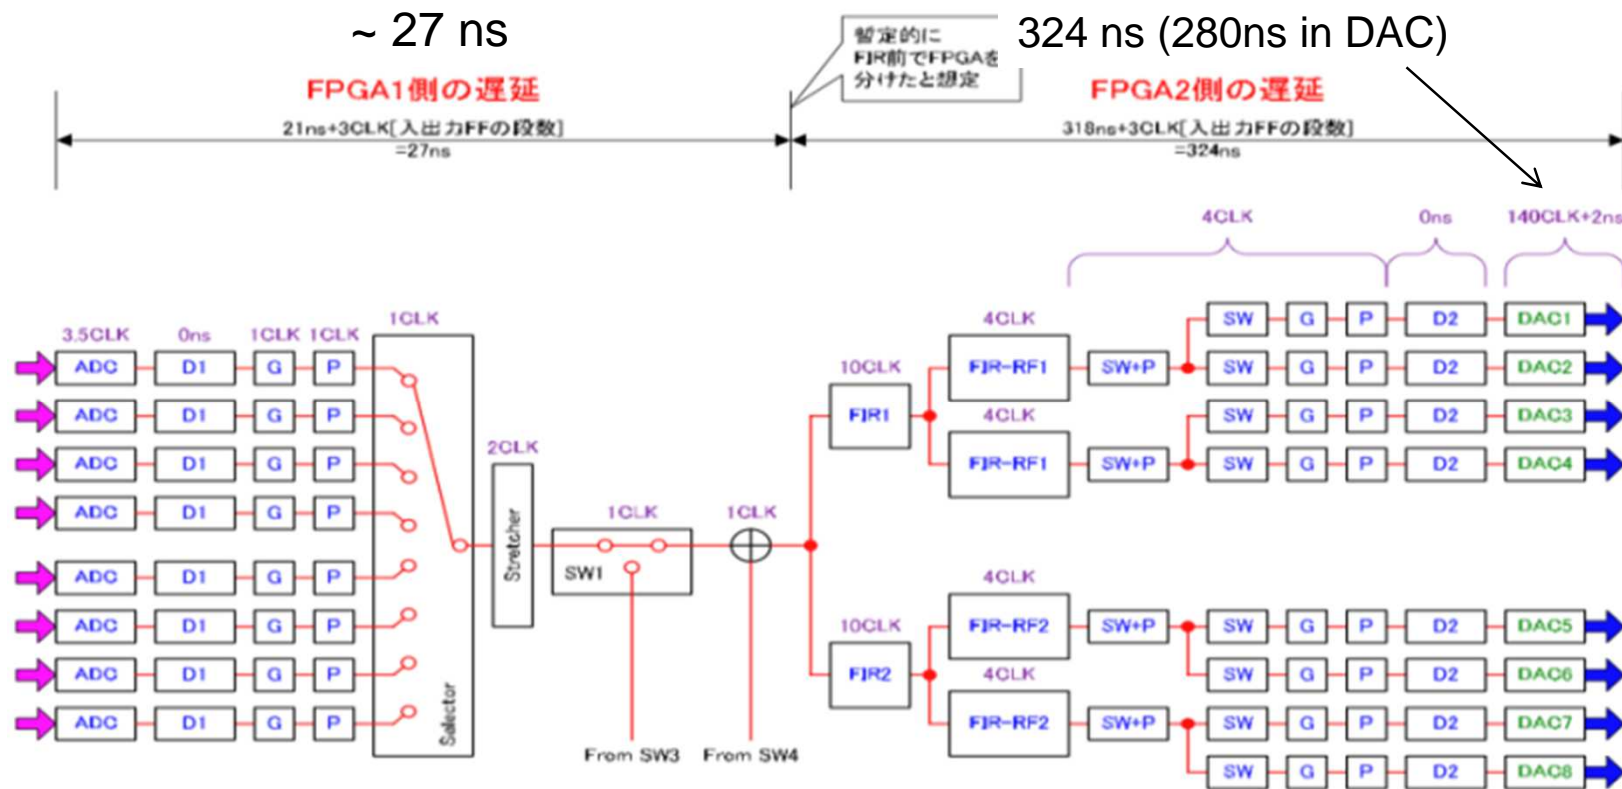 ~ 27 ns
324 ns (280ns in DAC)
暫定的に
FIR前でFPGAを
分けたと想定
FPGA1側の遅延
FPGA2側の遅延
21ns+3CLK[入出力FFの段数]
=27ns
318ns+3CLK[入出力FFの段数]
=324ns
4CLK
0ns
140CLK+2ns
3.5CLK
0ns
1CLK
1CLK
1CLK
4CLK
SW G P D2 DAC1
ADC D1 G P
10CLK
FIR-RF1 SW+P
SW G P D2 DAC2
ADC D1 G P
FIR1
4CLK
SW G P D2 DAC3
ADC D1 G P
2CLK
FIR-RF1 SW+P
SW G P D2 DAC4
ADC D1 G P
1CLK
1CLK
Stretcher
SW1
ADC D1 G P
4CLK
ADC D1 G P
10CLK
FIR-RF2 SW+P
SW G P D2 DAC5
ADC D1 G P
FIR2
4CLK
SW G P D2 DAC6
ADC D1 G P
Selector
FIR-RF2 SW+P
SW G P D2 DAC7
From SW3
From SW4
SW G P D2 DAC8